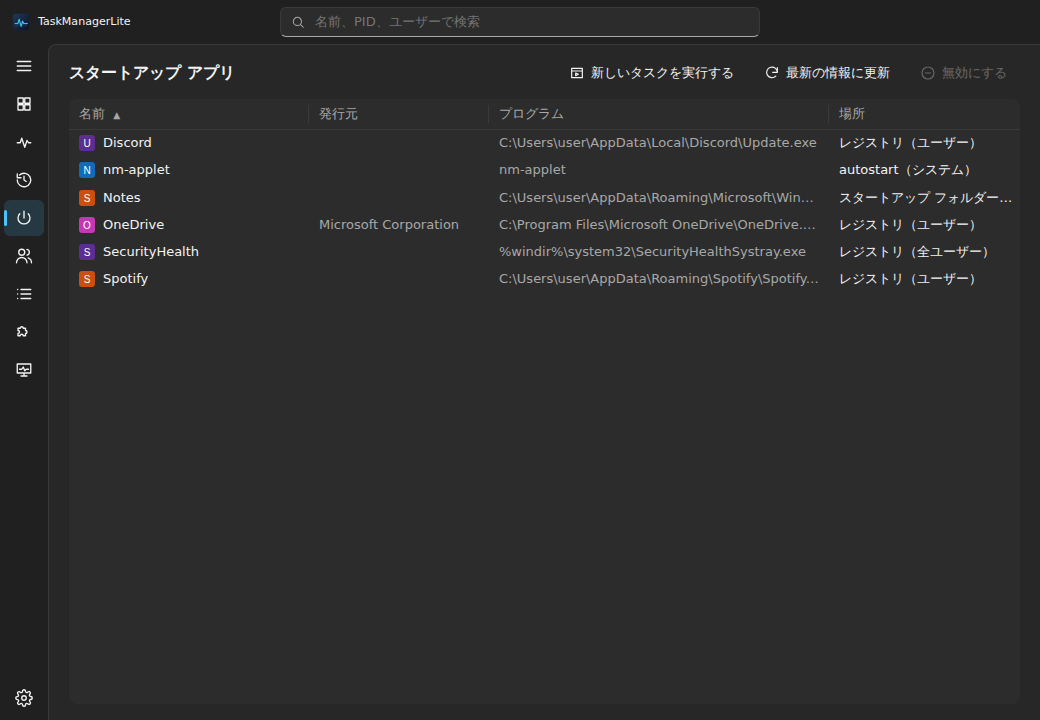 TaskManagerLite
名前、PID、ユーザーで検索
スタートアップ アプリ
新しいタスクを実行する
最新の情報に更新
無効にする
名前 ▲ 発行元 プログラム 場所
U Discord C:\Users\user\AppData\Local\Discord\Update.exe レジストリ（ユーザー）
N nm-applet nm-applet autostart（システム）
S Notes C:\Users\user\AppData\Roaming\Microsoft\Win... スタートアップ フォルダー...
O OneDrive Microsoft Corporation C:\Program Files\Microsoft OneDrive\OneDrive.... レジストリ（ユーザー）
S SecurityHealth %windir%\system32\SecurityHealthSystray.exe レジストリ（全ユーザー）
S Spotify C:\Users\user\AppData\Roaming\Spotify\Spotify... レジストリ（ユーザー）